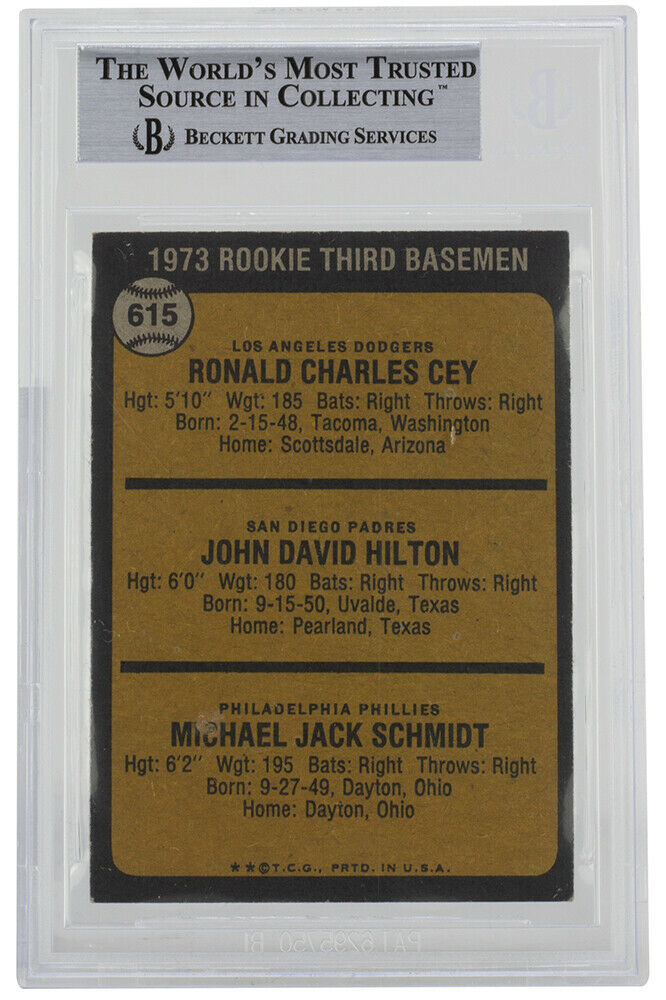 THE WORLD'S MOST TRUSTED
SOURCE IN COLLECTING™
B BECKETT GRADING SERVICES
1973 ROOKIE THIRD BASEMEN
615
LOS ANGELES DODGERS
RONALD CHARLES CEY
Hgt: 5'10" Wgt: 185 Bats: Right Throws: Right
Born: 2-15-48, Tacoma, Washington
Home: Scottsdale, Arizona
SAN DIEGO PADRES
JOHN DAVID HILTON
Hgt: 6'0" Wgt: 180 Bats: Right Throws: Right
Born: 9-15-50, Uvalde, Texas
Home: Pearland, Texas
PHILADELPHIA PHILLIES
MICHAEL JACK SCHMIDT
Hgt: 6'2" Wgt: 195 Bats: Right Throws: Right
Born: 9-27-49, Dayton, Ohio
Home: Dayton, Ohio
**©T.C.G., PRTD. IN U.S.A.